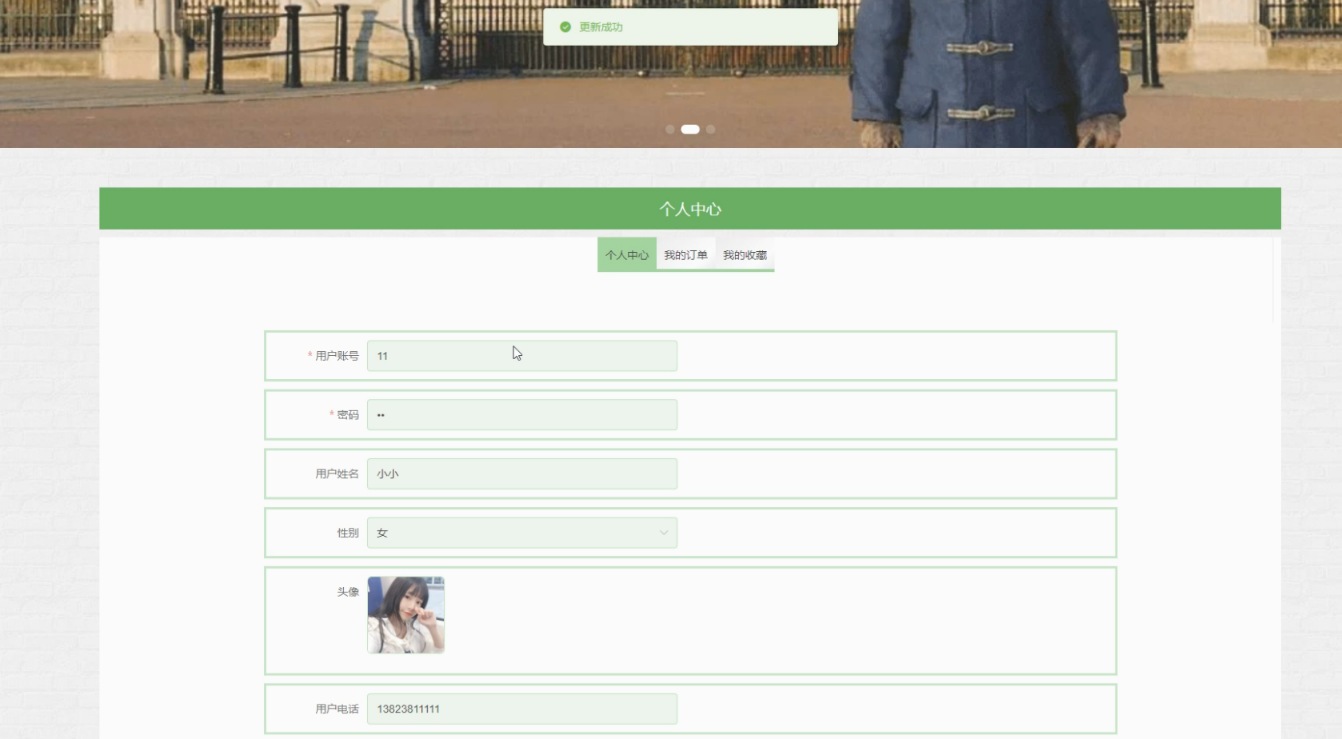 更新成功
个人中心
个人中心 我的订单 我的收藏
* 用户账号 11
* 密码 ••
用户姓名 小小
性别 女
头像
用户电话 13823811111